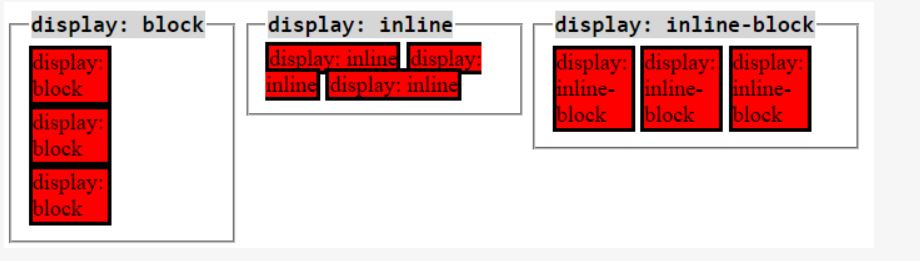 display: block
display:
block
display:
block
display:
block
display: inline
display: inline display:
inline display: inline
display: inline-block
display:
inline-
block
display:
inline-
block
display:
inline-
block